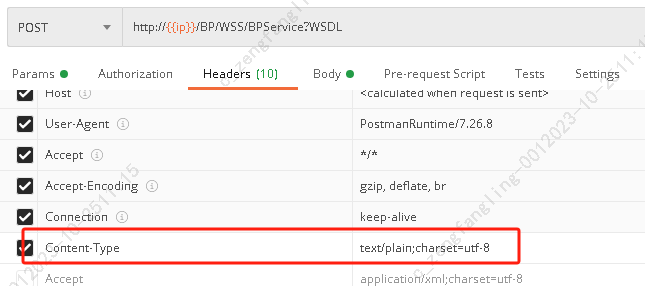 POST http://{{ip}}/BP/WSS/BPService?WSDL
Params Authorization Headers (10) Body Pre-request Script Tests Settings
Host <calculated when request is sent>
User-Agent PostmanRuntime/7.26.8
Accept */*
Accept-Encoding gzip, deflate, br
Connection keep-alive
Content-Type text/plain;charset=utf-8
Accept application/xml;charset=utf-8